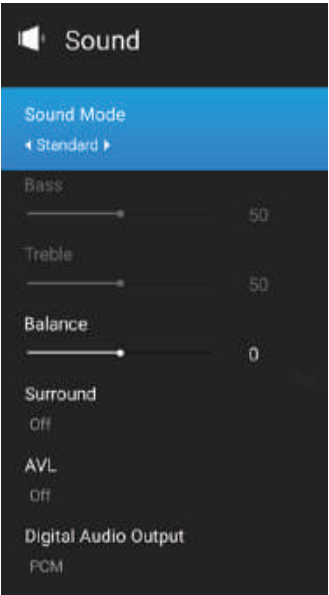 Sound
Sound Mode
Standard
Bass
50
Treble
50
Balance
0
Surround
Off
AVL
Off
Digital Audio Output
PCM